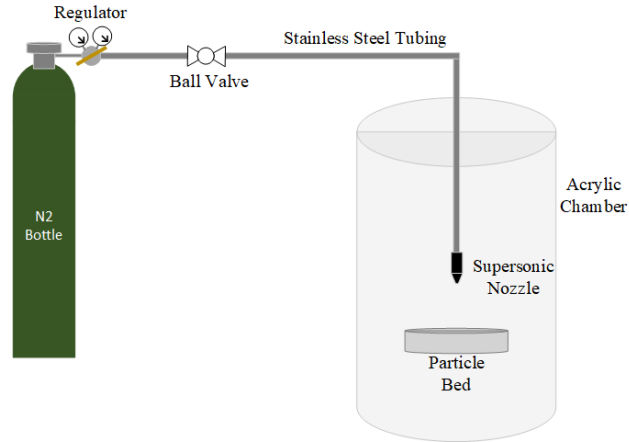 Regulator
Stainless Steel Tubing
Ball Valve
Acrylic
Chamber
N2
Bottle
Supersonic
Nozzle
Particle
Bed